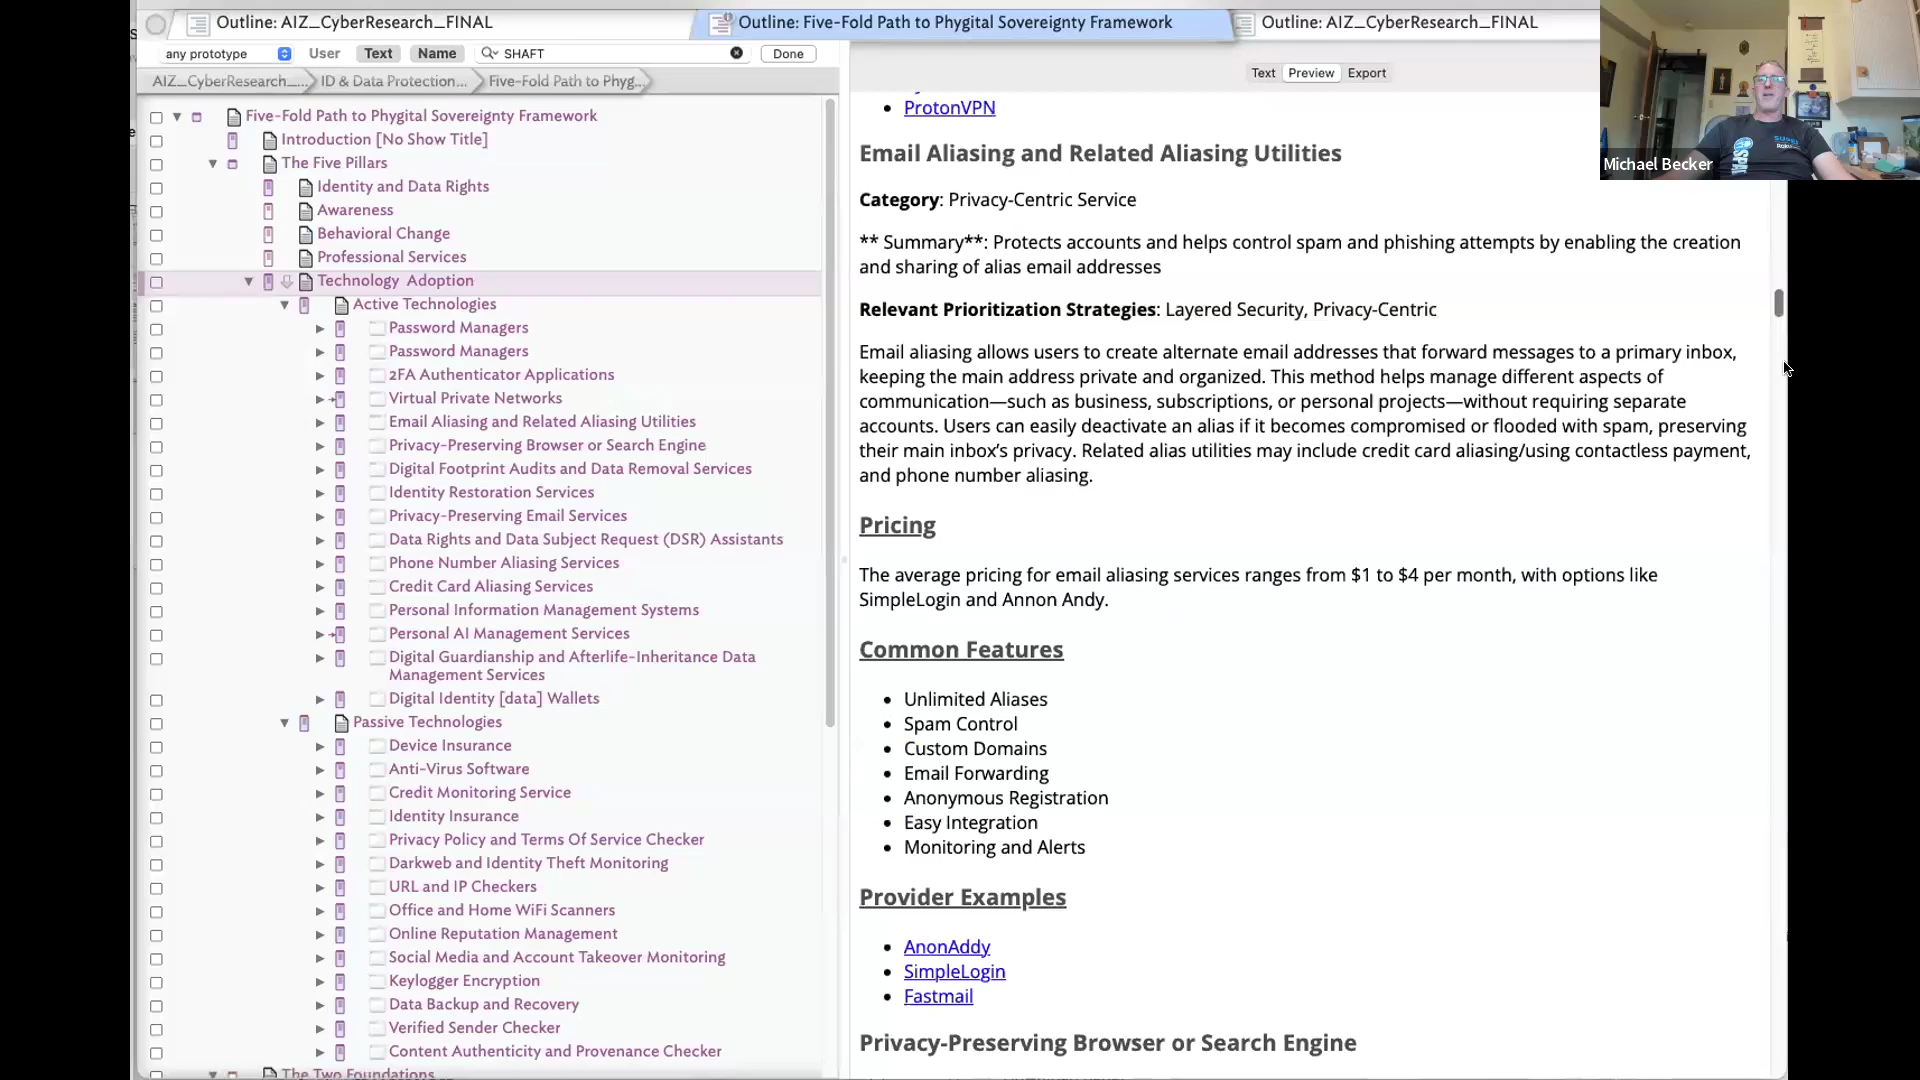 Outline: AIZ_CyberResearch_FINAL
Outline: Five-Fold Path to Phygital Sovereignty Framework
Outline: AIZ_CyberResearch_FINAL
any prototype User Text Name SHAFT Done
AIZ_CyberResearch_... ID & Data Protection... Five-Fold Path to Phyg...
Five-Fold Path to Phygital Sovereignty Framework
Introduction [No Show Title]
The Five Pillars
Identity and Data Rights
Awareness
Behavioral Change
Professional Services
Technology Adoption
Active Technologies
Password Managers
Password Managers
2FA Authenticator Applications
Virtual Private Networks
Email Aliasing and Related Aliasing Utilities
Privacy-Preserving Browser or Search Engine
Digital Footprint Audits and Data Removal Services
Identity Restoration Services
Privacy-Preserving Email Services
Data Rights and Data Subject Request (DSR) Assistants
Phone Number Aliasing Services
Credit Card Aliasing Services
Personal Information Management Systems
Personal AI Management Services
Digital Guardianship and Afterlife-Inheritance Data
Management Services
Digital Identity [data] Wallets
Passive Technologies
Device Insurance
Anti-Virus Software
Credit Monitoring Service
Identity Insurance
Privacy Policy and Terms Of Service Checker
Darkweb and Identity Theft Monitoring
URL and IP Checkers
Office and Home WiFi Scanners
Online Reputation Management
Social Media and Account Takeover Monitoring
Keylogger Encryption
Data Backup and Recovery
Verified Sender Checker
Content Authenticity and Provenance Checker
The Two Foundations
Text Preview Export
ProtonVPN
Email Aliasing and Related Aliasing Utilities
Category: Privacy-Centric Service
** Summary**: Protects accounts and helps control spam and phishing attempts by enabling the creation
and sharing of alias email addresses
Relevant Prioritization Strategies: Layered Security, Privacy-Centric
Email aliasing allows users to create alternate email addresses that forward messages to a primary inbox,
keeping the main address private and organized. This method helps manage different aspects of
communication—such as business, subscriptions, or personal projects—without requiring separate
accounts. Users can easily deactivate an alias if it becomes compromised or flooded with spam, preserving
their main inbox’s privacy. Related alias utilities may include credit card aliasing/using contactless payment,
and phone number aliasing.
Pricing
The average pricing for email aliasing services ranges from $1 to $4 per month, with options like
SimpleLogin and Annon Andy.
Common Features
Unlimited Aliases
Spam Control
Custom Domains
Email Forwarding
Anonymous Registration
Easy Integration
Monitoring and Alerts
Provider Examples
AnonAddy
SimpleLogin
Fastmail
Privacy-Preserving Browser or Search Engine
Michael Becker